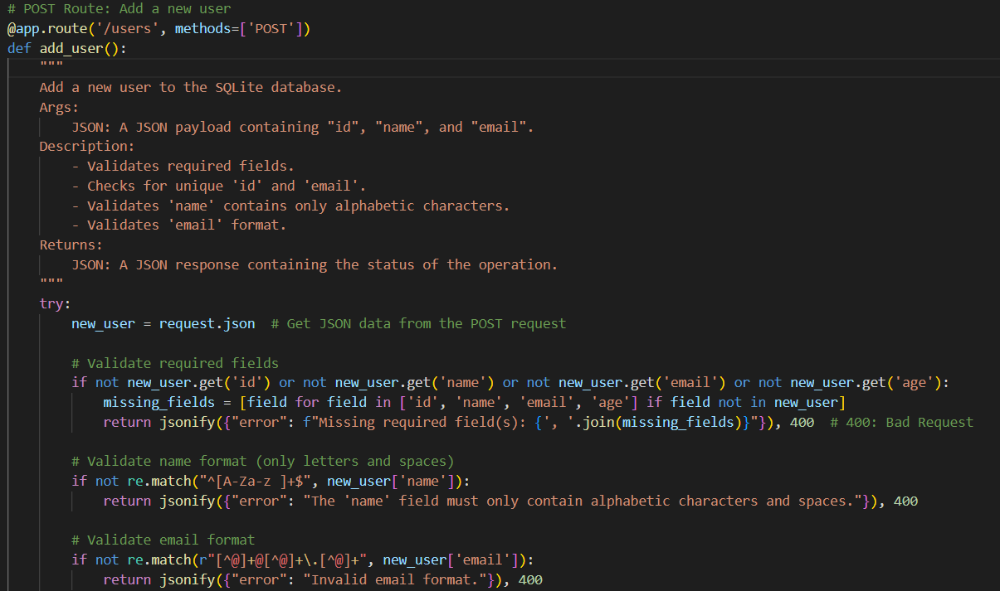 # POST Route: Add a new user
@app.route('/users', methods=['POST'])
def add_user():
    """
    Add a new user to the SQLite database.
    Args:
        JSON: A JSON payload containing "id", "name", and "email".
    Description:
        - Validates required fields.
        - Checks for unique 'id' and 'email'.
        - Validates 'name' contains only alphabetic characters.
        - Validates 'email' format.
    Returns:
        JSON: A JSON response containing the status of the operation.
    """
    try:
        new_user = request.json  # Get JSON data from the POST request

        # Validate required fields
        if not new_user.get('id') or not new_user.get('name') or not new_user.get('email') or not new_user.get('age'):
            missing_fields = [field for field in ['id', 'name', 'email', 'age'] if field not in new_user]
            return jsonify({"error": f"Missing required field(s): {', '.join(missing_fields)}"}), 400  # 400: Bad Request

        # Validate name format (only letters and spaces)
        if not re.match("^[A-Za-z ]+$", new_user['name']):
            return jsonify({"error": "The 'name' field must only contain alphabetic characters and spaces."}), 400

        # Validate email format
        if not re.match(r"[^@]+@[^@]+\.[^@]+", new_user['email']):
            return jsonify({"error": "Invalid email format."}), 400